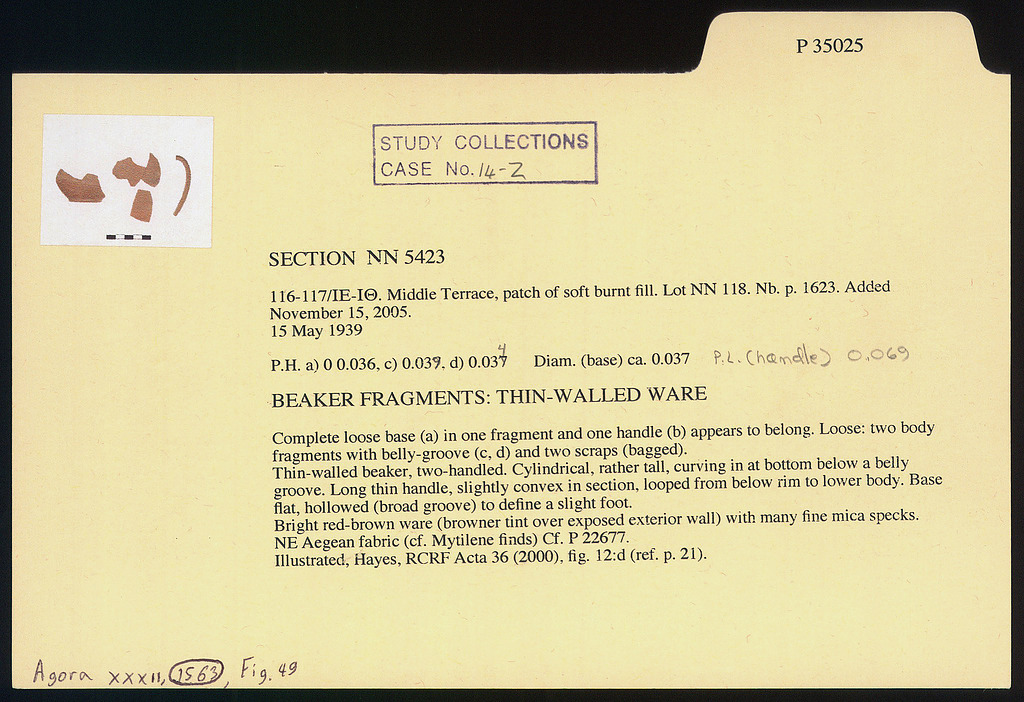 P 35025
STUDY COLLECTIONS
CASE No. 14-Z
SECTION NN 5423
116-117/ΙΕ-ΙΘ. Middle Terrace, patch of soft burnt fill. Lot NN 118. Nb. p. 1623. Added
November 15, 2005.
15 May 1939
P.H. a) 0 0.036, c) 0.039, d) 0.034 Diam. (base) ca. 0.037 P.L. (handle) 0.069
BEAKER FRAGMENTS: THIN-WALLED WARE
Complete loose base (a) in one fragment and one handle (b) appears to belong. Loose: two body
fragments with belly-groove (c, d) and two scraps (bagged).
Thin-walled beaker, two-handled. Cylindrical, rather tall, curving in at bottom below a belly
groove. Long thin handle, slightly convex in section, looped from below rim to lower body. Base
flat, hollowed (broad groove) to define a slight foot.
Bright red-brown ware (browner tint over exposed exterior wall) with many fine mica specks.
NE Aegean fabric (cf. Mytilene finds) Cf. P 22677.
Illustrated, Hayes, RCRF Acta 36 (2000), fig. 12:d (ref. p. 21).
Agora XXXII, 1563, Fig. 49